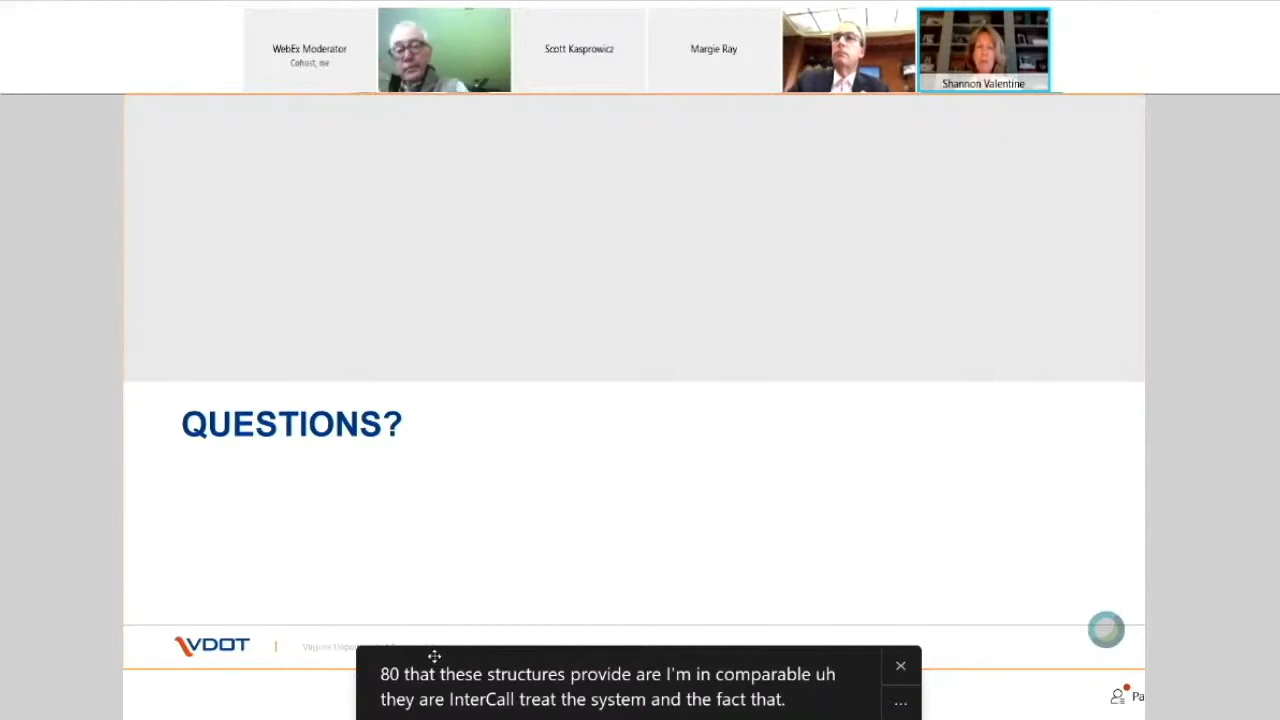 WebEx Moderator
Cohost, me
Scott Kasprowicz
Margie Ray
Shannon Valentine
QUESTIONS?
VDOT
80 that these structures provide are I'm in comparable uh
they are InterCall treat the system and the fact that.
Pa